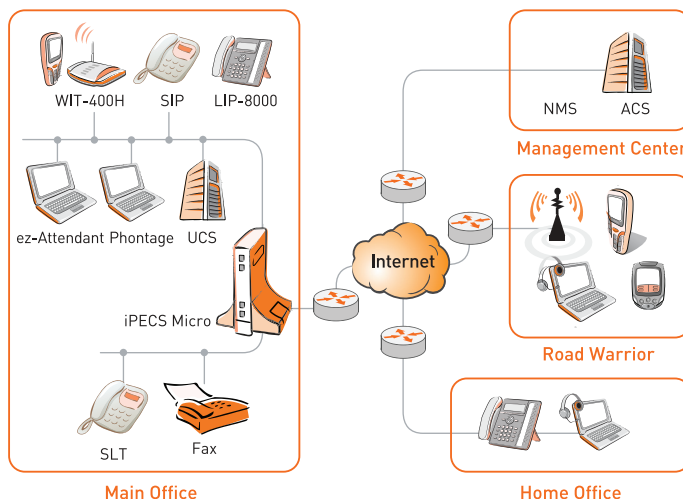 WIT-400H
SIP
LIP-8000
ez-Attendant
Phontage
UCS
iPECS Micro
SLT
Fax
Main Office
Internet
NMS
ACS
Management Center
Road Warrior
Home Office